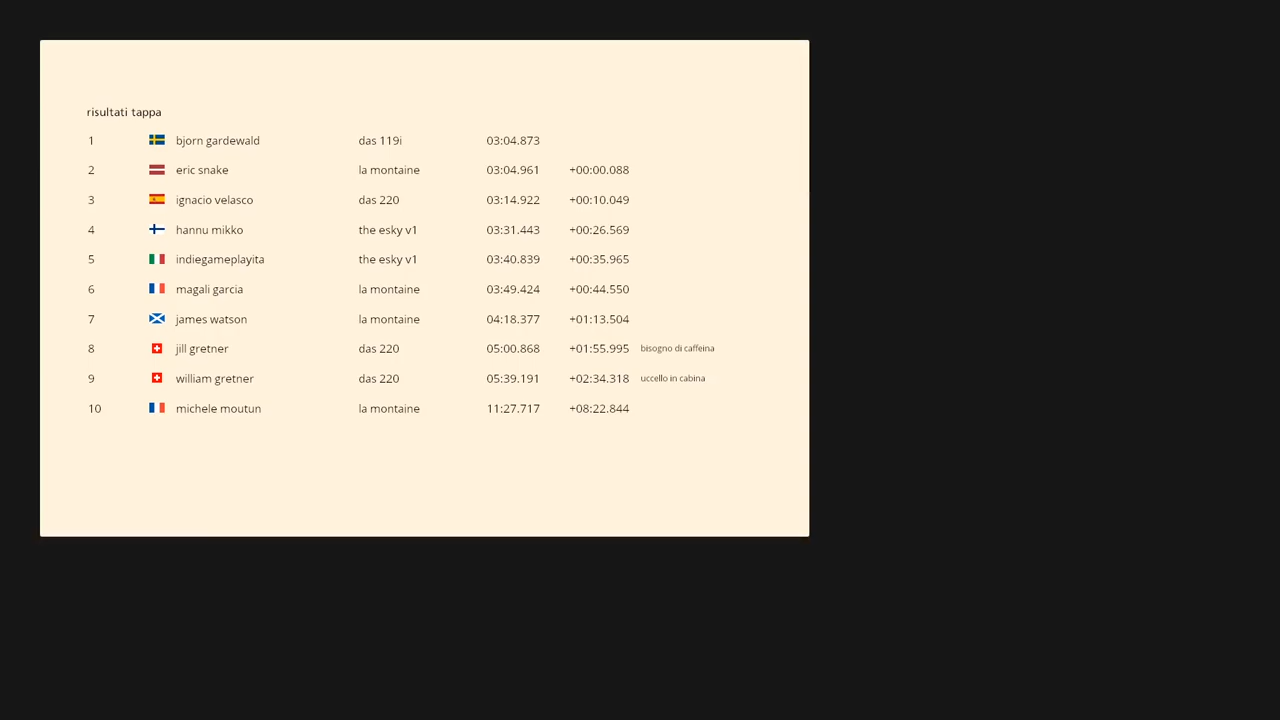 risultati tappa
1 bjorn gardewald das 119i 03:04.873
2 eric snake la montaine 03:04.961 +00:00.088
3 ignacio velasco das 220 03:14.922 +00:10.049
4 hannu mikko the esky v1 03:31.443 +00:26.569
5 indiegameplayita the esky v1 03:40.839 +00:35.965
6 magali garcia la montaine 03:49.424 +00:44.550
7 james watson la montaine 04:18.377 +01:13.504
8 jill gretner das 220 05:00.868 +01:55.995 bisogno di caffeina
9 william gretner das 220 05:39.191 +02:34.318 uccello in cabina
10 michele moutun la montaine 11:27.717 +08:22.844